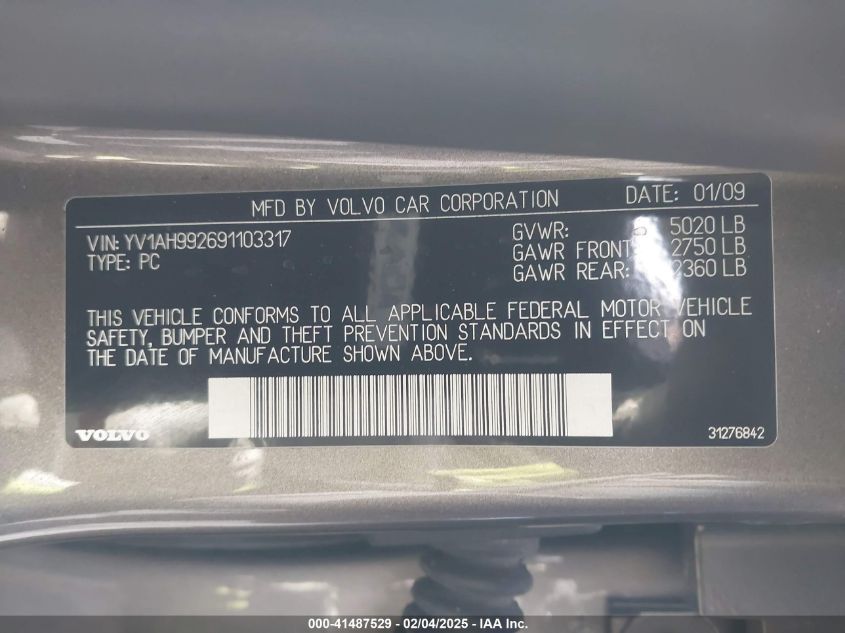 MFD BY VOLVO CAR CORPORATION DATE: 01/09
VIN: YV1AH992691103317 GVWR: 5020 LB
TYPE: PC GAWR FRONT: 2750 LB
GAWR REAR: 2360 LB
THIS VEHICLE CONFORMS TO ALL APPLICABLE FEDERAL MOTOR VEHICLE
SAFETY, BUMPER AND THEFT PREVENTION STANDARDS IN EFFECT ON
THE DATE OF MANUFACTURE SHOWN ABOVE.
VOLVO 31276842
000-41487529 - 02/04/2025 - IAA Inc.